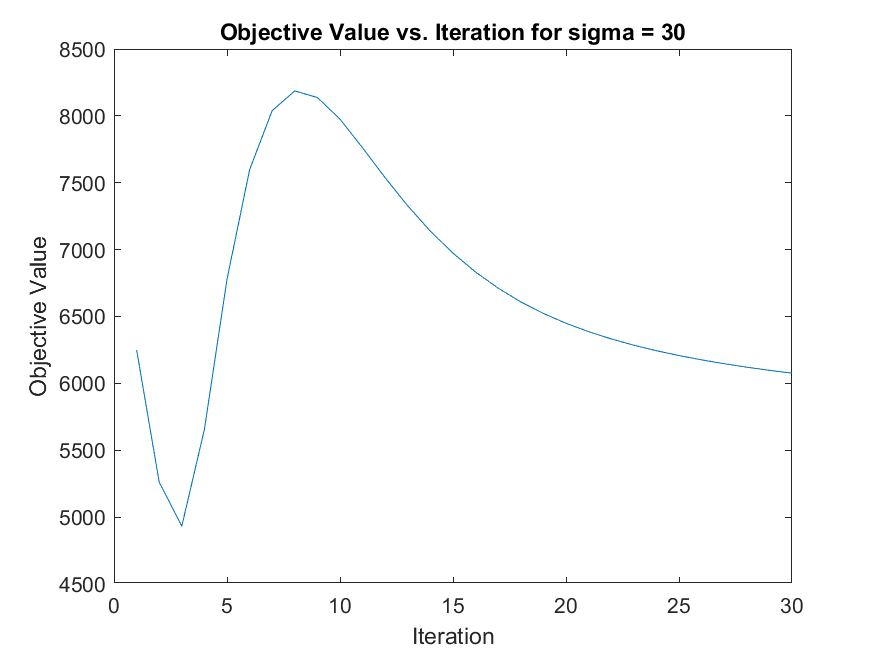 Objective Value vs. Iteration for sigma = 30
8500
8000
7500
7000
6500
6000
5500
5000
4500
Objective Value
0 5 10 15 20 25 30
Iteration